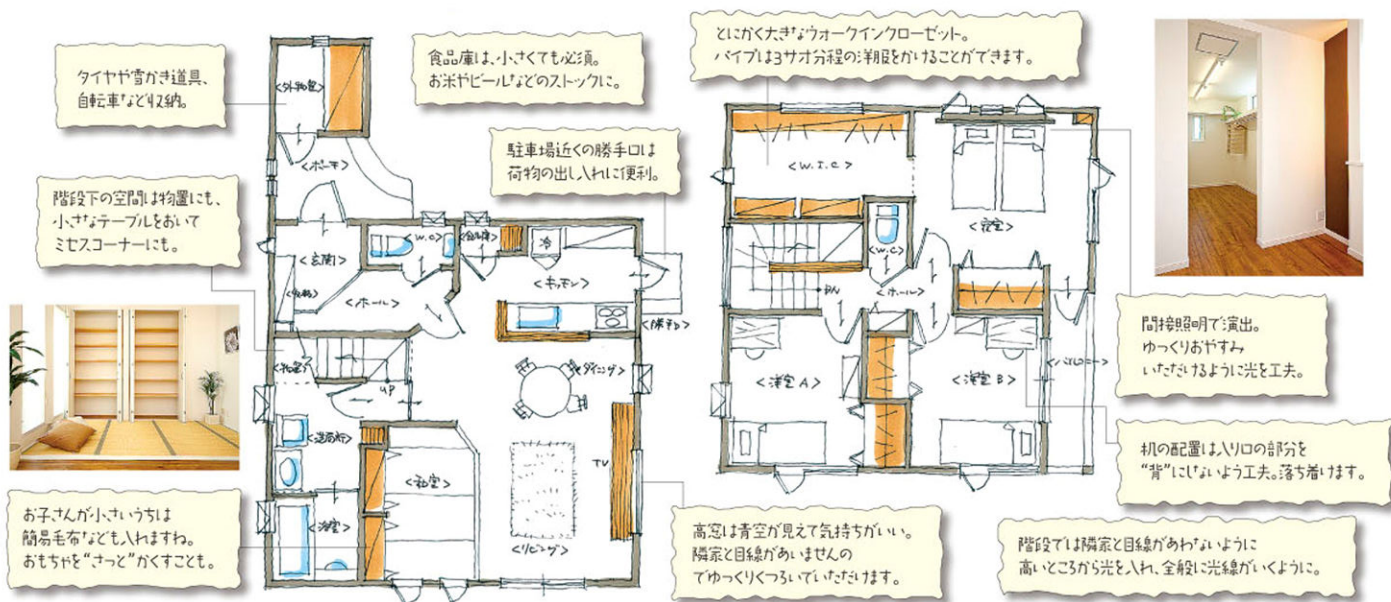 タイヤや雪かき道具、
自転車など収納。
食品庫は、小さくても必須。
お米やビールなどのストックに。
とにかく大きなウォークインクローゼット。
パイプは3サオ分程の洋服をかけることができます。
駐車場近くの勝手口は
荷物の出し入れに便利。
階段下の空間は物置にも、
小さなテーブルをおいて
ミセスコーナーにも。
お子さんが小さいうちは
簡易毛布なども入れますね。
おもちゃを“さっと”かくすことも。
高窓は青空が見えて気持ちがいい。
隣家と目線があいませんの
でゆっくりくつろいでいただけます。
間接照明で演出。
ゆっくりおやすみ
いただけるように光を工夫。
机の配置は入り口の部分を
“背”にしないよう工夫。落ち着けます。
階段では隣家と目線があわないように
高いところから光を入れ、全般に光線がいくように。
<外物置>
<ポーチ>
<玄関>
<収納>
<W.C>
<食品庫>
冷
<キッチン>
<勝手口>
<ホール>
<物置>
UP
<ダイニング>
<洗面所>
<和室>
TV
<浴室>
<リビング>
<W.I.C>
<寝室>
<W.C>
<ホール>
DN
<洋室A>
<洋室B>
<バルコニー>